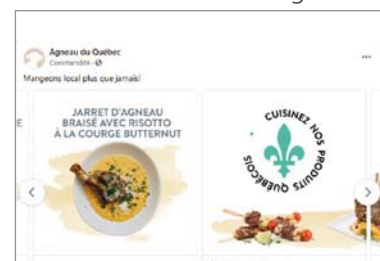 Agneau du Québec
Commandité ·
Mangeons local plus que jamais!
E
JARRET D'AGNEAU
BRAISÉ AVEC RISOTTO
À LA COURGE BUTTERNUT
CUISINEZ NOS PRODUITS QUÉBÉCOIS